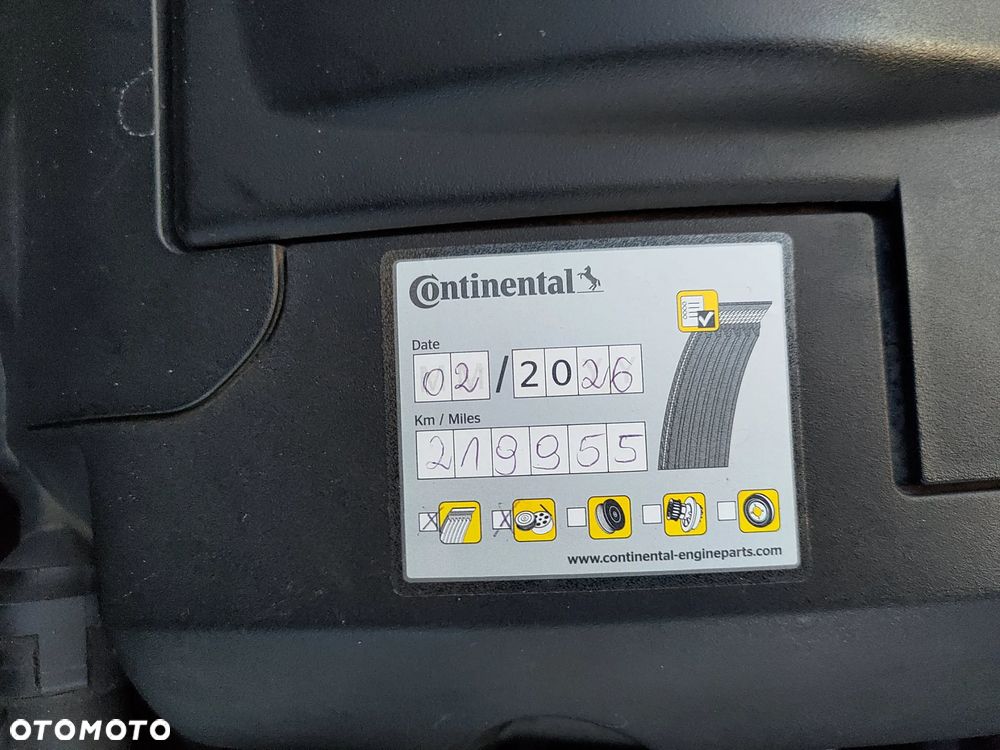 Continental
Date
02/2026
Km / Miles
219955
www.continental-engineparts.com
OTOMOTO